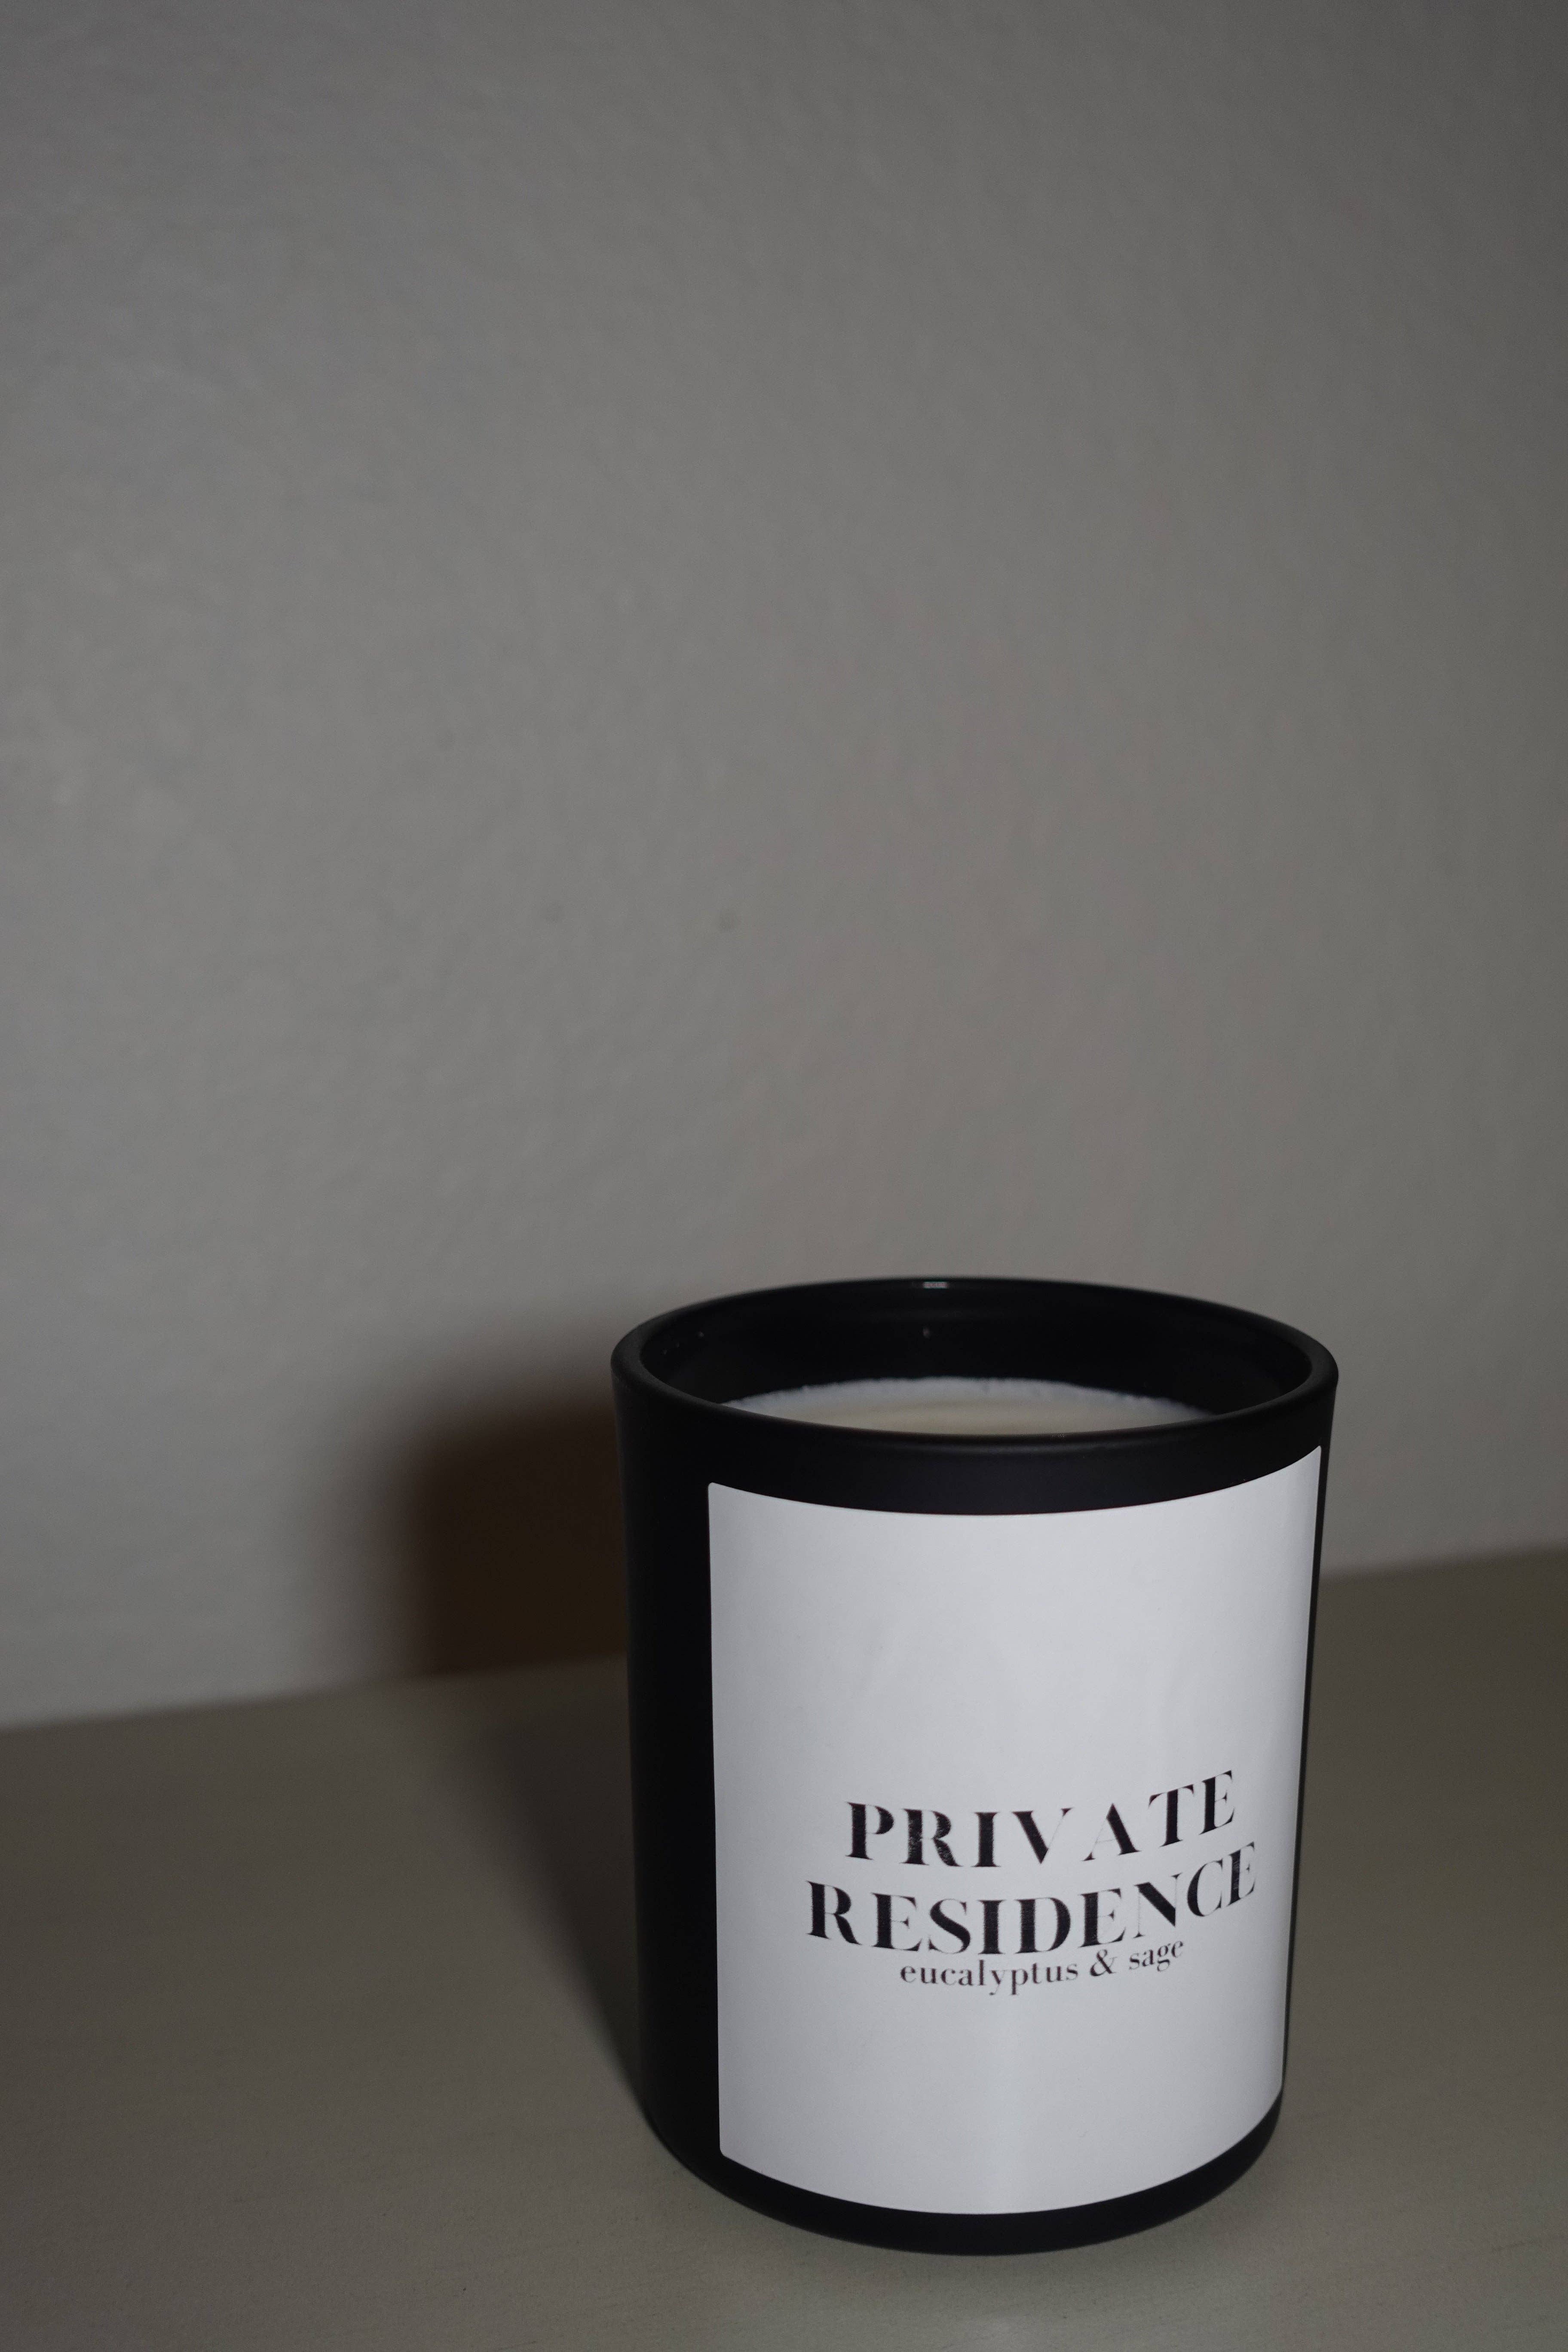 PRIVATE
RESIDENCE
eucalyptus & sage